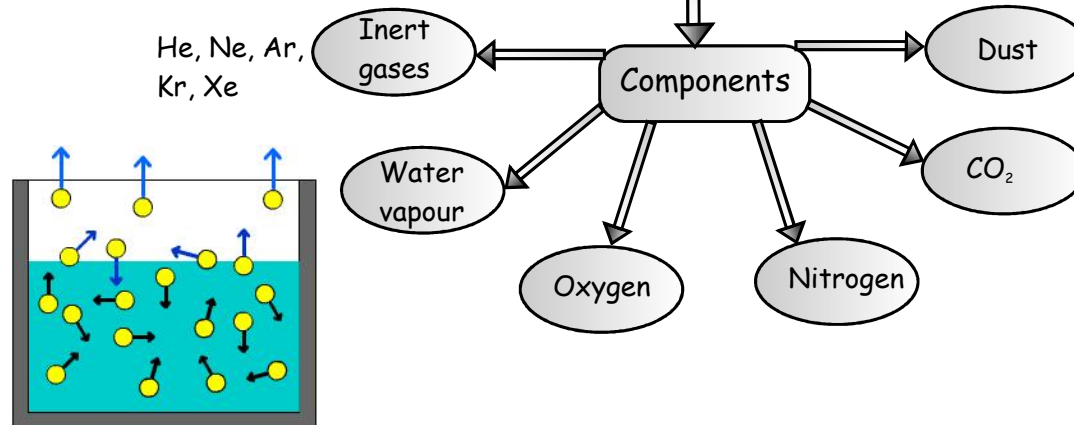 He, Ne, Ar,
Kr, Xe
Inert
gases
Components
Dust
Water
vapour
CO₂
Oxygen
Nitrogen